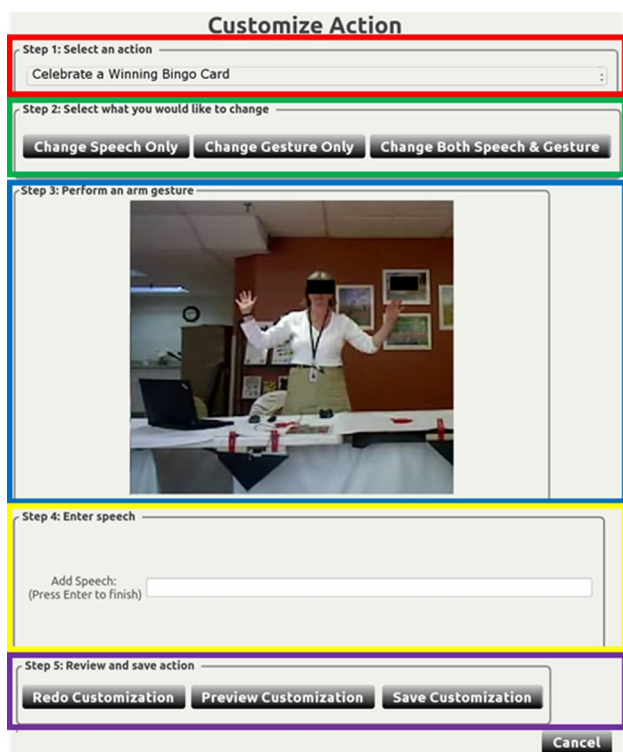 Customize Action
Step 1: Select an action
Celebrate a Winning Bingo Card
Step 2: Select what you would like to change
Change Speech Only Change Gesture Only Change Both Speech & Gesture
Step 3: Perform an arm gesture
Step 4: Enter speech
Add Speech:
(Press Enter to finish)
Step 5: Review and save action
Redo Customization Preview Customization Save Customization
Cancel